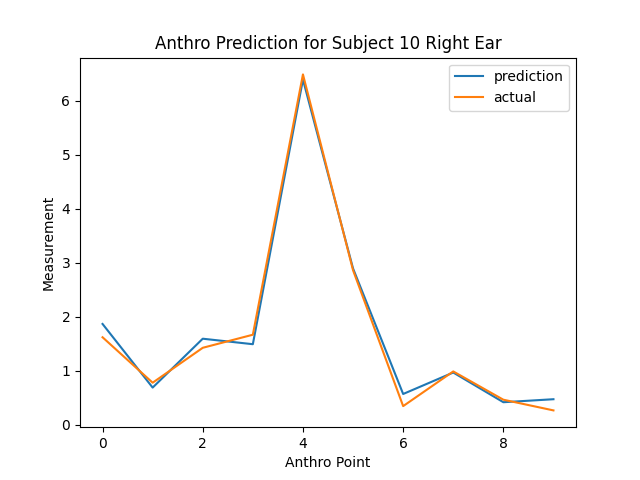 Anthro Prediction for Subject 10 Right Ear
prediction
actual
6
5
4
3
2
1
0
Measurement
0 2 4 6 8
Anthro Point